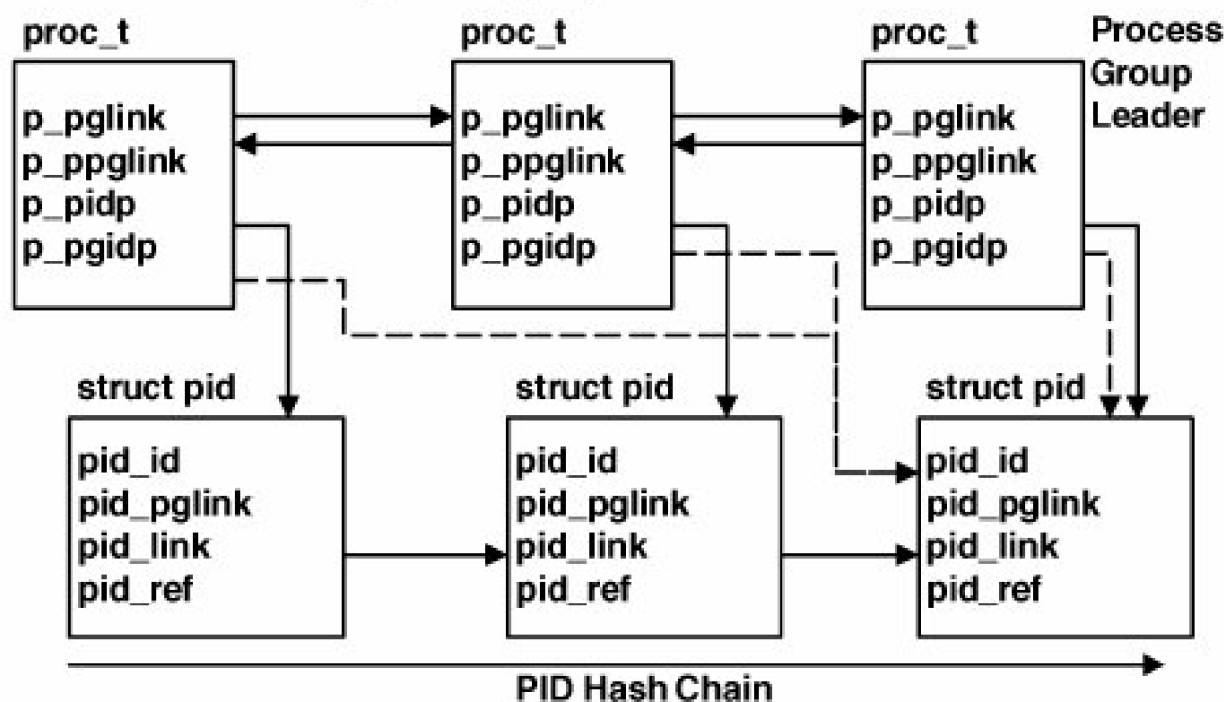 proc_t
p_pglink
p_ppglink
p_pidp
p_pgidp
proc_t
p_pglink
p_ppglink
p_pidp
p_pgidp
proc_t
p_pglink
p_ppglink
p_pidp
p_pgidp
Process
Group
Leader
struct pid
pid_id
pid_pglink
pid_link
pid_ref
struct pid
pid_id
pid_pglink
pid_link
pid_ref
struct pid
pid_id
pid_pglink
pid_link
pid_ref
PID Hash Chain